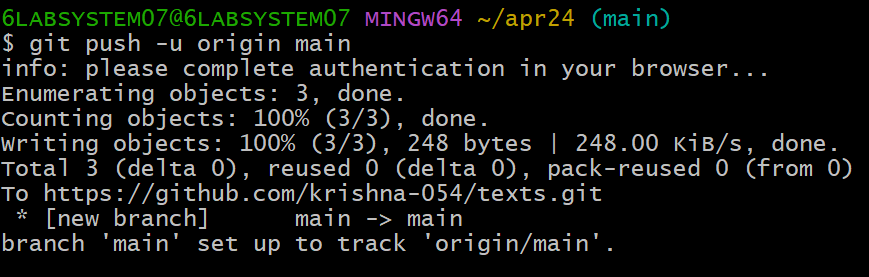 6LABSYSTEM07@6LABSYSTEM07 MINGW64 ~/apr24 (main)
$ git push -u origin main
info: please complete authentication in your browser...
Enumerating objects: 3, done.
Counting objects: 100% (3/3), done.
Writing objects: 100% (3/3), 248 bytes | 248.00 KiB/s, done.
Total 3 (delta 0), reused 0 (delta 0), pack-reused 0 (from 0)
To https://github.com/krishna-054/texts.git
 * [new branch]      main -> main
branch 'main' set up to track 'origin/main'.